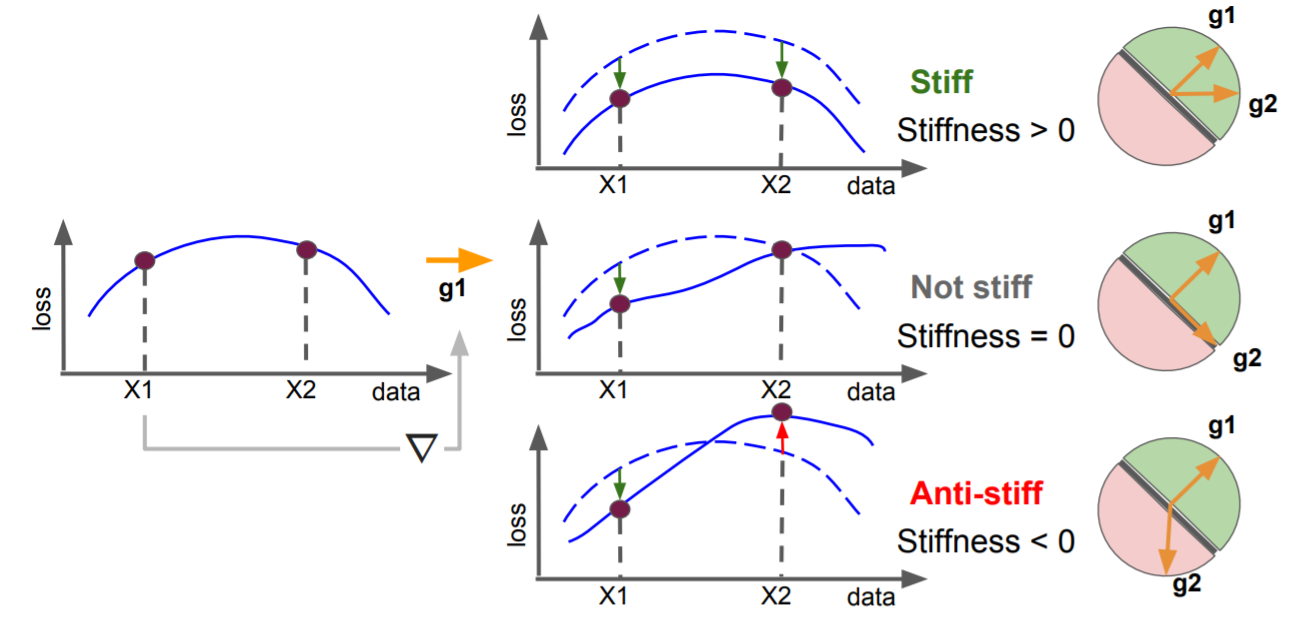 loss
X1
X2
data
g1
∇
loss
X1
X2
data
Stiff
Stiffness > 0
g1
g2
loss
X1
X2
data
Not stiff
Stiffness = 0
g1
g2
loss
X1
X2
data
Anti-stiff
Stiffness < 0
g1
g2